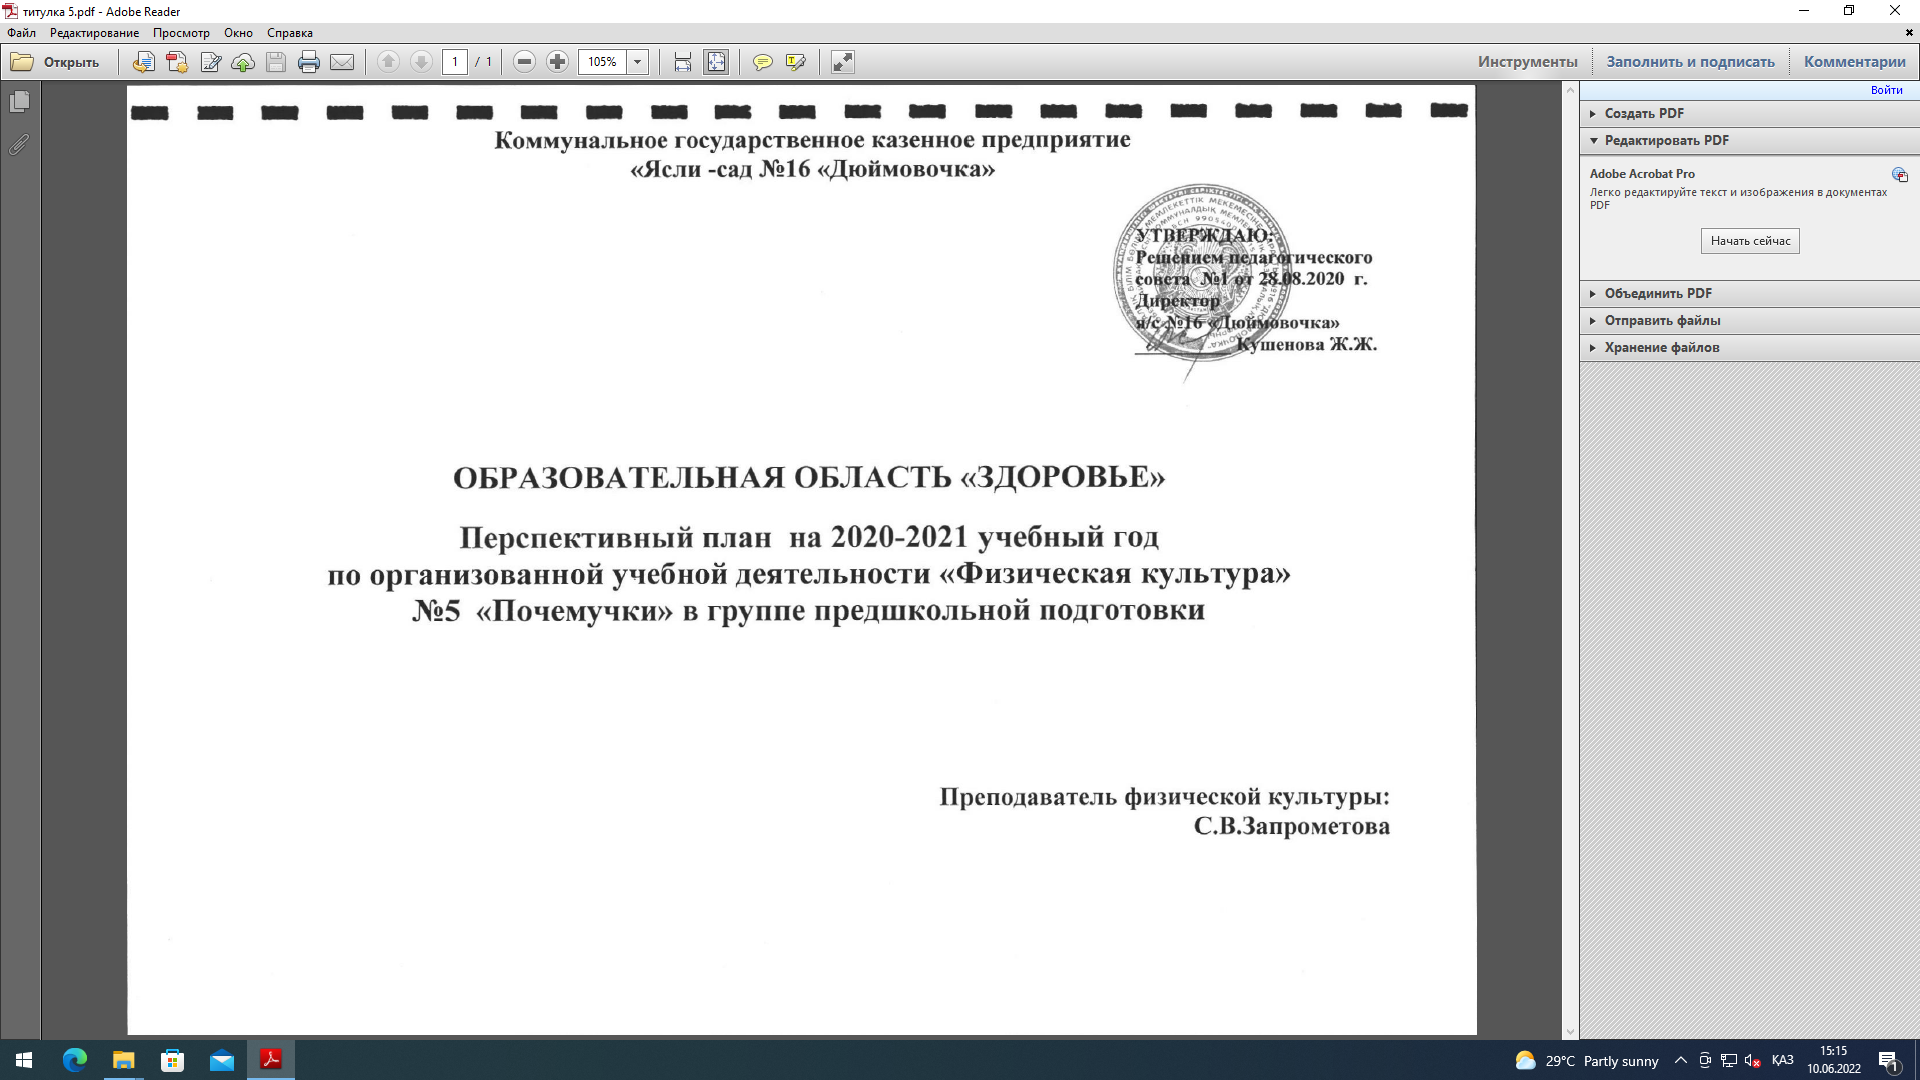 титулка 5.pdf - Adobe Reader
Файл Редактирование Просмотр Окно Справка
Открыть 1 / 1 105% Инструменты Заполнить и подписать Комментарии
Войти
Создать PDF
Редактировать PDF
Adobe Acrobat Pro
Легко редактируйте текст и изображения в документах
PDF
Начать сейчас
Объединить PDF
Отправить файлы
Хранение файлов
Коммунальное государственное казенное предприятие
«Ясли -сад №16 «Дюймовочка»
УТВЕРЖДАЮ:
Решением педагогического
совета №1 от 28.08.2020 г.
Директор
я/с №16 «Дюймовочка»
__________ Кушенова Ж.Ж.
ОБРАЗОВАТЕЛЬНАЯ ОБЛАСТЬ «ЗДОРОВЬЕ»
Перспективный план на 2020-2021 учебный год
по организованной учебной деятельности «Физическая культура»
№5 «Почемучки» в группе предшкольной подготовки
Преподаватель физической культуры:
С.В.Запрометова
29°C Partly sunny ҚАЗ 15:15
10.06.2022
1